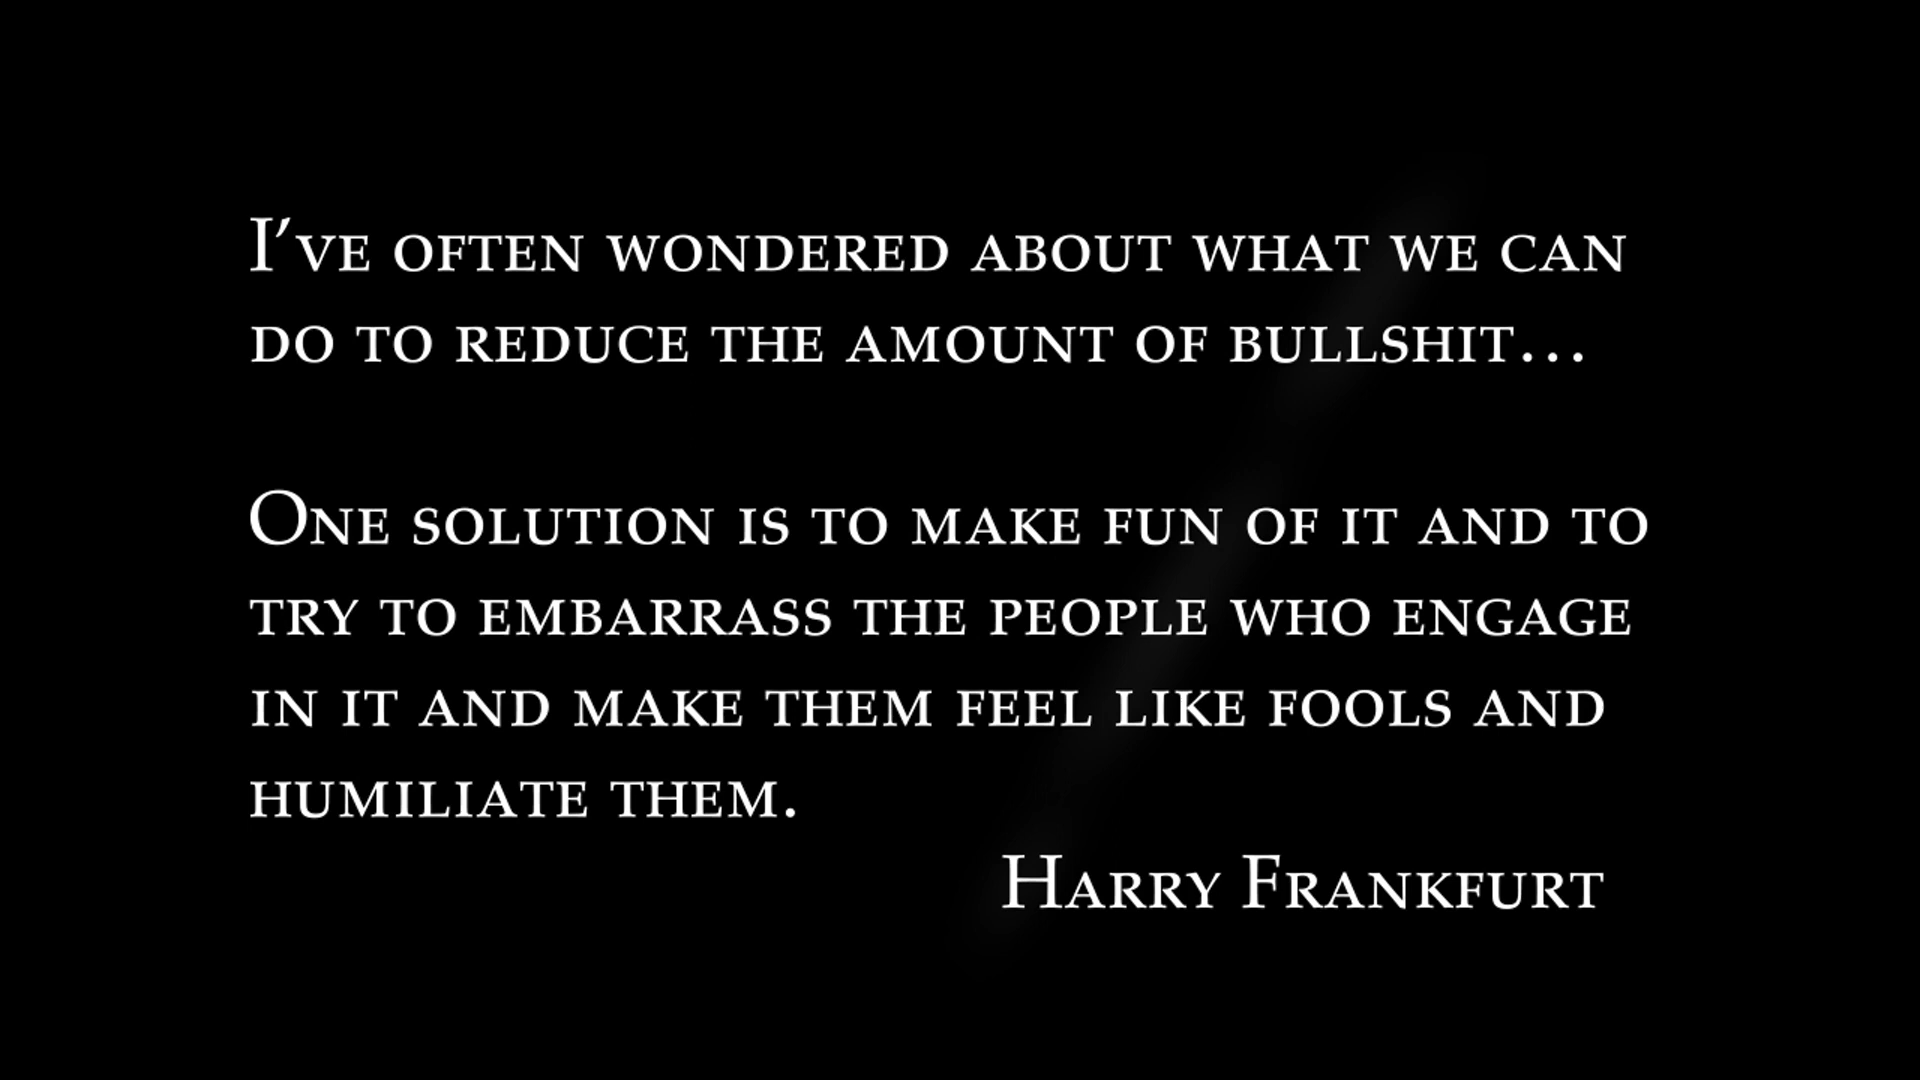 I've often wondered about what we can
do to reduce the amount of bullshit...
One solution is to make fun of it and to
try to embarrass the people who engage
in it and make them feel like fools and
humiliate them.
Harry Frankfurt